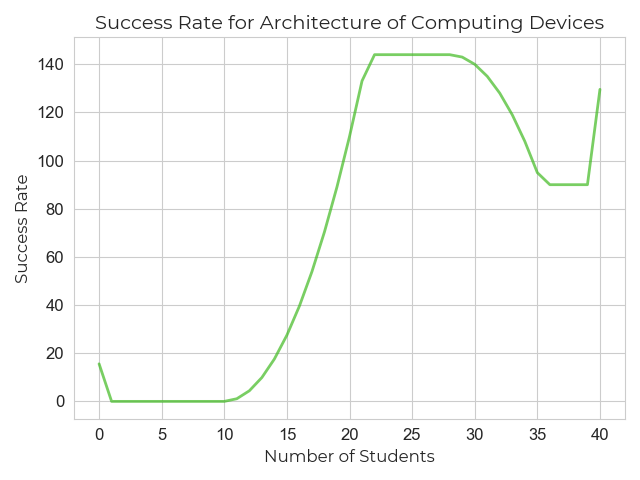 Success Rate for Architecture of Computing Devices
Success Rate
140
120
100
80
60
40
20
0
0 5 10 15 20 25 30 35 40
Number of Students